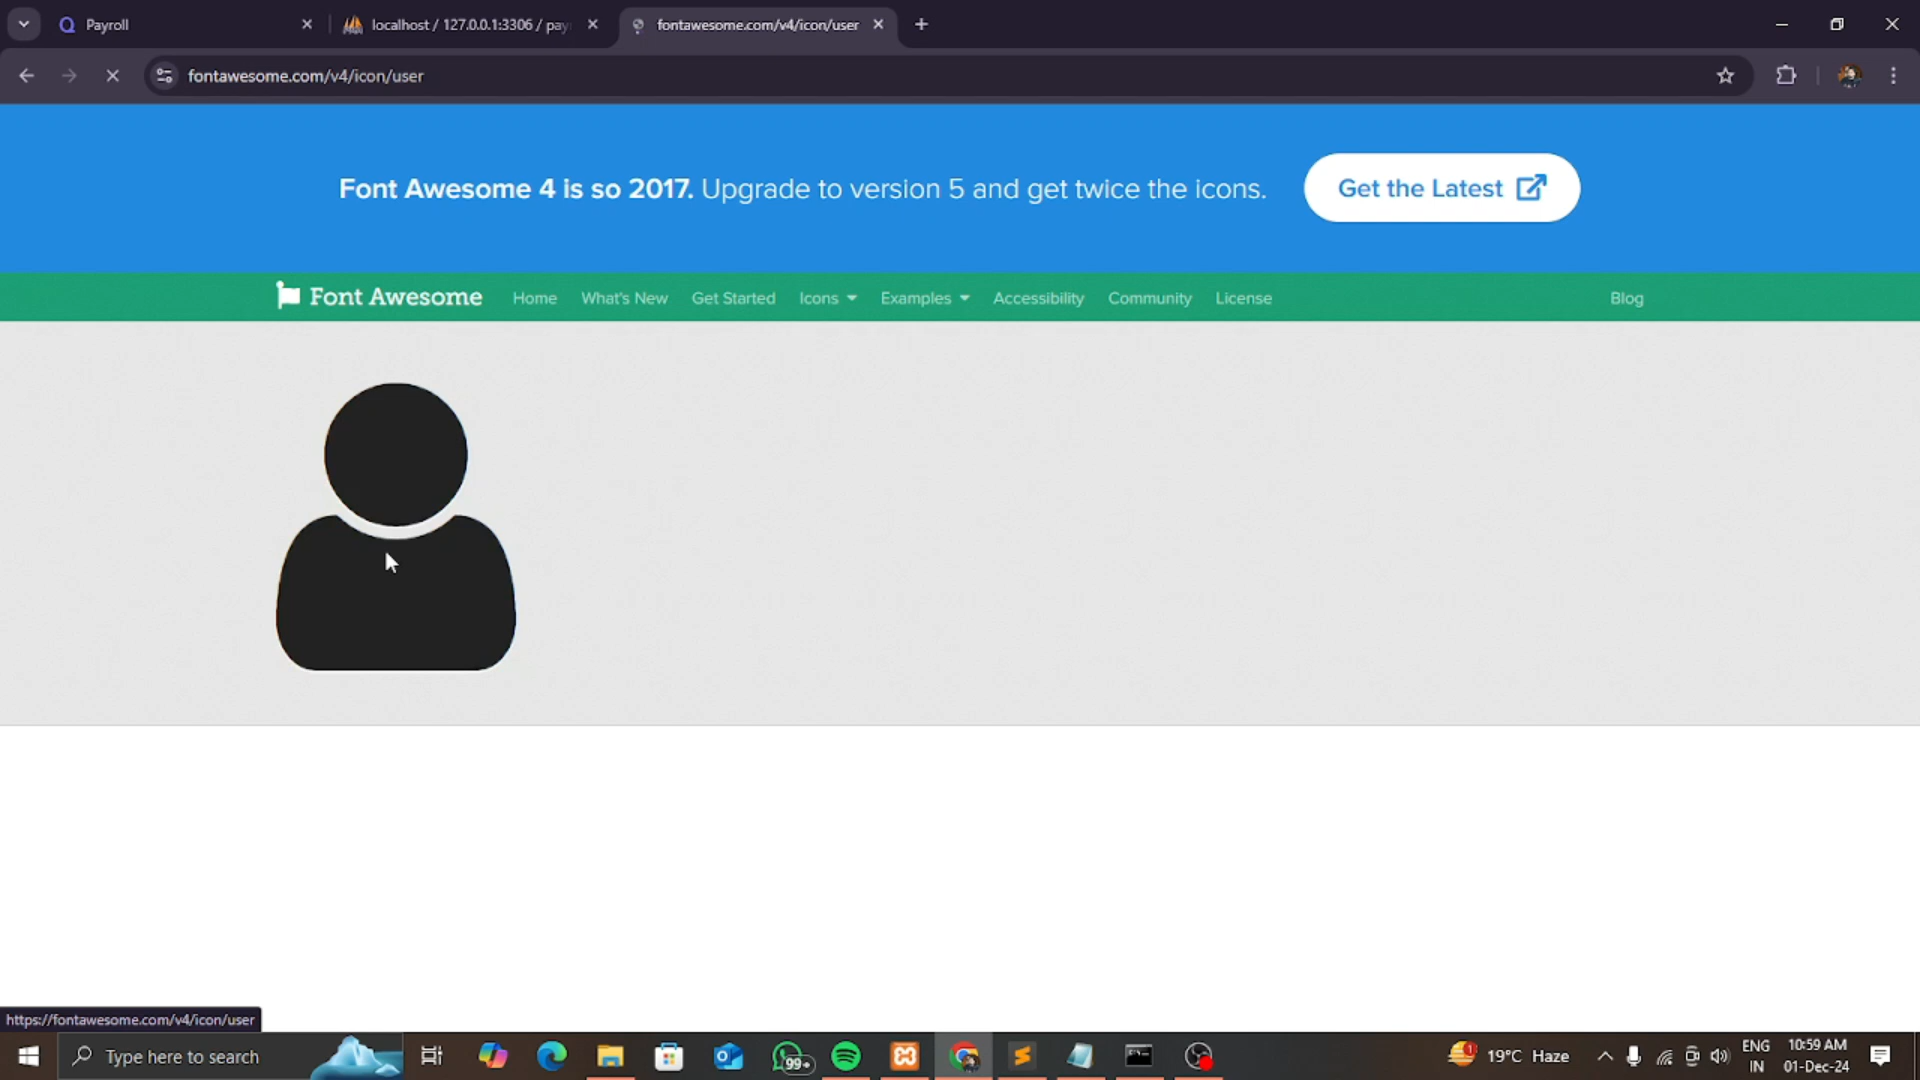 Payroll
localhost / 127.0.0.1:3306 / pay
fontawesome.com/v4/icon/user
fontawesome.com/v4/icon/user
Font Awesome 4 is so 2017. Upgrade to version 5 and get twice the icons.
Get the Latest
Font Awesome
Home
What's New
Get Started
Icons
Examples
Accessibility
Community
License
Blog
https://fontawesome.com/v4/icon/user
Type here to search
99+
19°C Haze
ENG
IN
10:59 AM
01-Dec-24